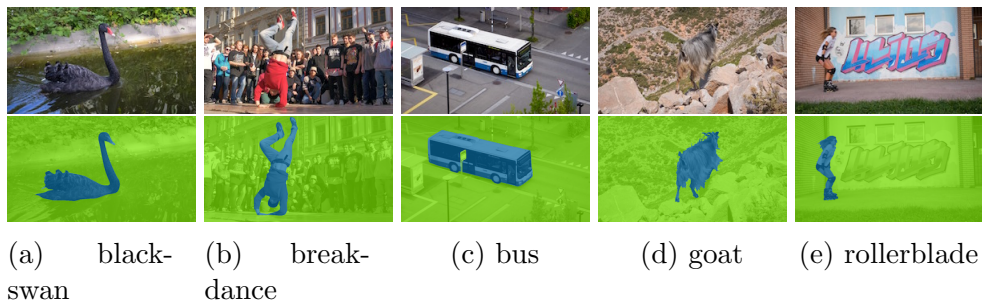 (a) black-
swan
(b) break-
dance
(c) bus
(d) goat
(e) rollerblade